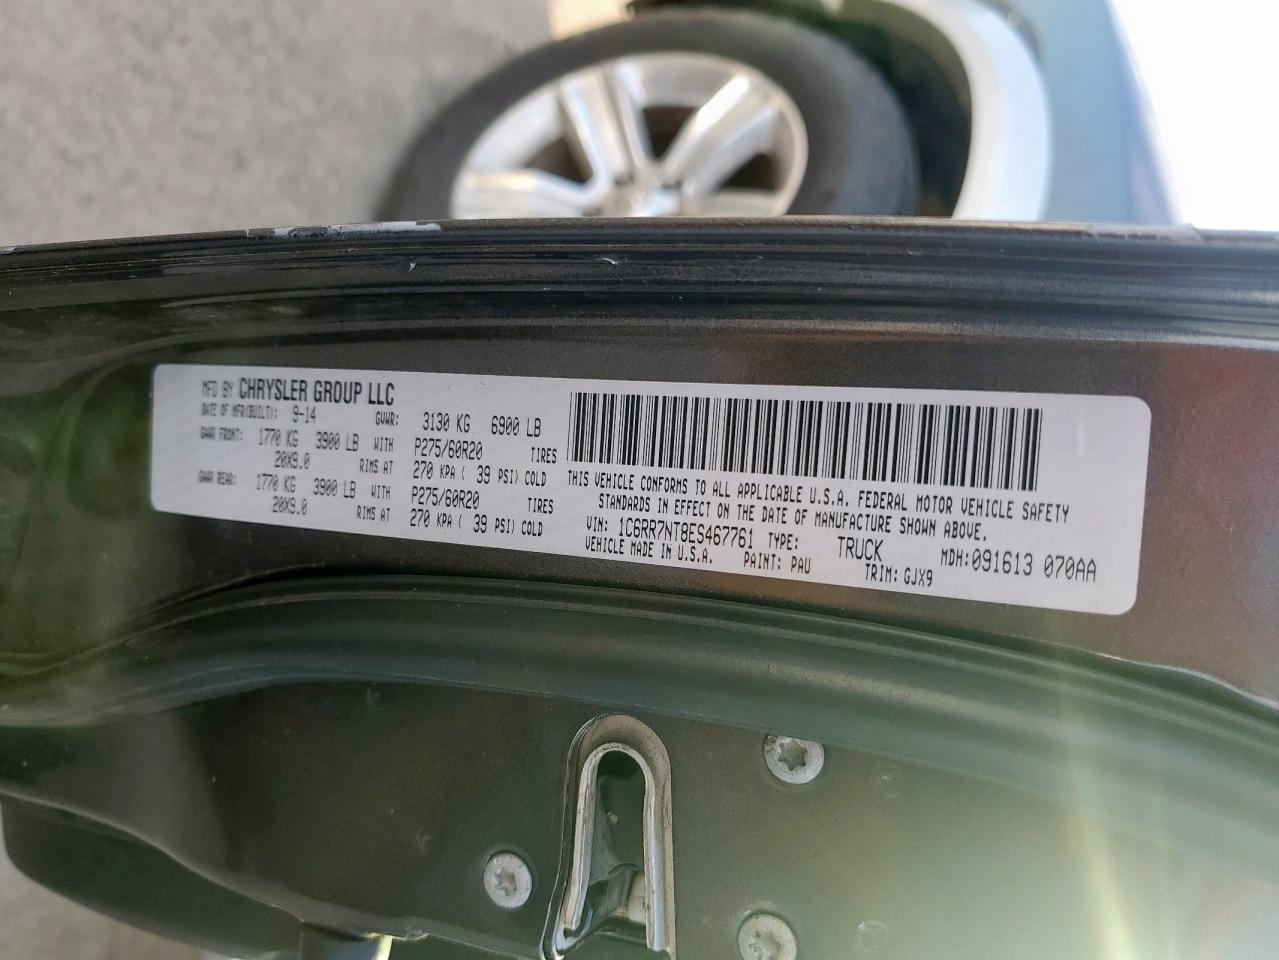 MFD BY CHRYSLER GROUP LLC
DATE OF MFR(BUILT): 9-14 GVWR: 3130 KG 6900 LB
GAWR FRONT: 1770 KG 3900 LB WITH P275/60R20 TIRES
20X9.0 RIMS AT 270 KPA ( 39 PSI) COLD
GAWR REAR: 1770 KG 3900 LB WITH P275/60R20 TIRES
20X9.0 RIMS AT 270 KPA ( 39 PSI) COLD
THIS VEHICLE CONFORMS TO ALL APPLICABLE U.S.A. FEDERAL MOTOR VEHICLE SAFETY
STANDARDS IN EFFECT ON THE DATE OF MANUFACTURE SHOWN ABOVE.
VIN: 1C6RR7NT8ES467761 TYPE: TRUCK MDH:091613 070AA
VEHICLE MADE IN U.S.A. PAINT: PAU TRIM: GJX9